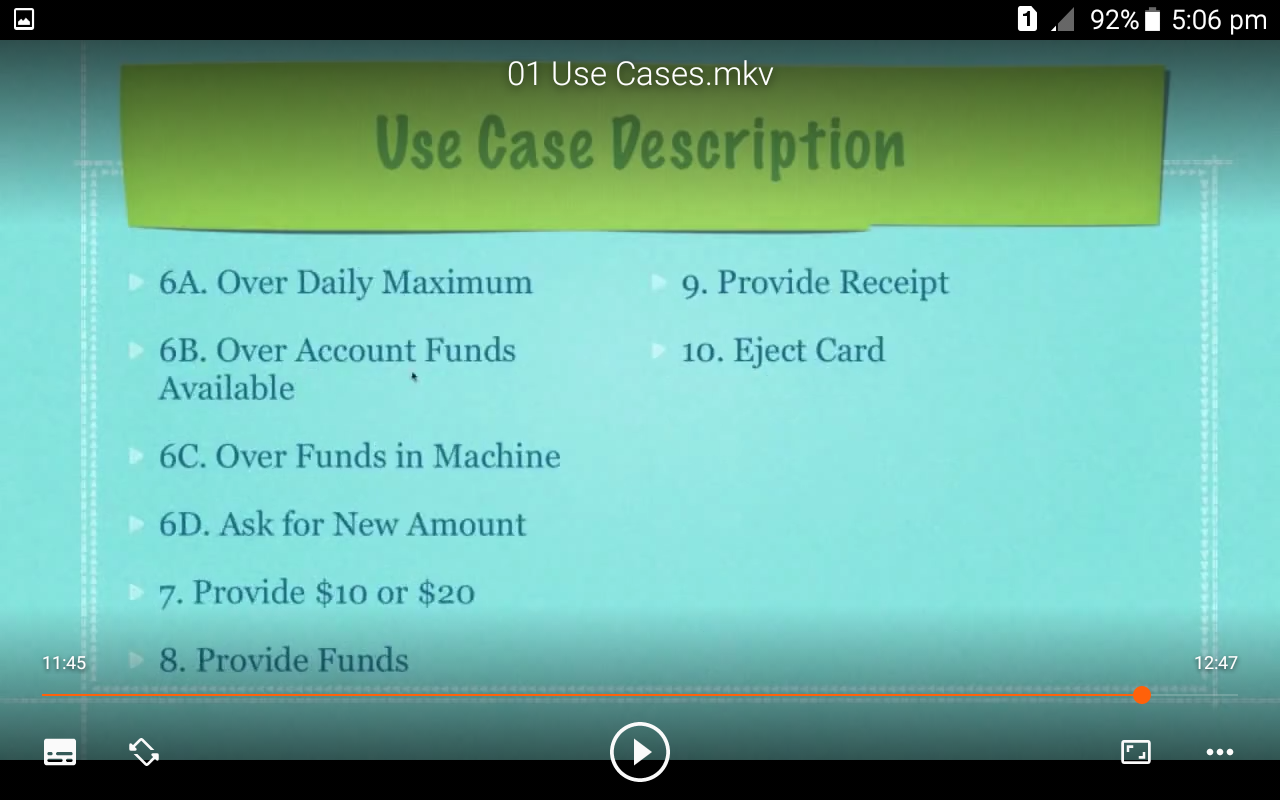 1 92% 5:06 pm
01 Use Cases.mkv
Use Case Description
6A. Over Daily Maximum
6B. Over Account Funds
Available
6C. Over Funds in Machine
6D. Ask for New Amount
7. Provide $10 or $20
8. Provide Funds
9. Provide Receipt
10. Eject Card
11:45
12:47